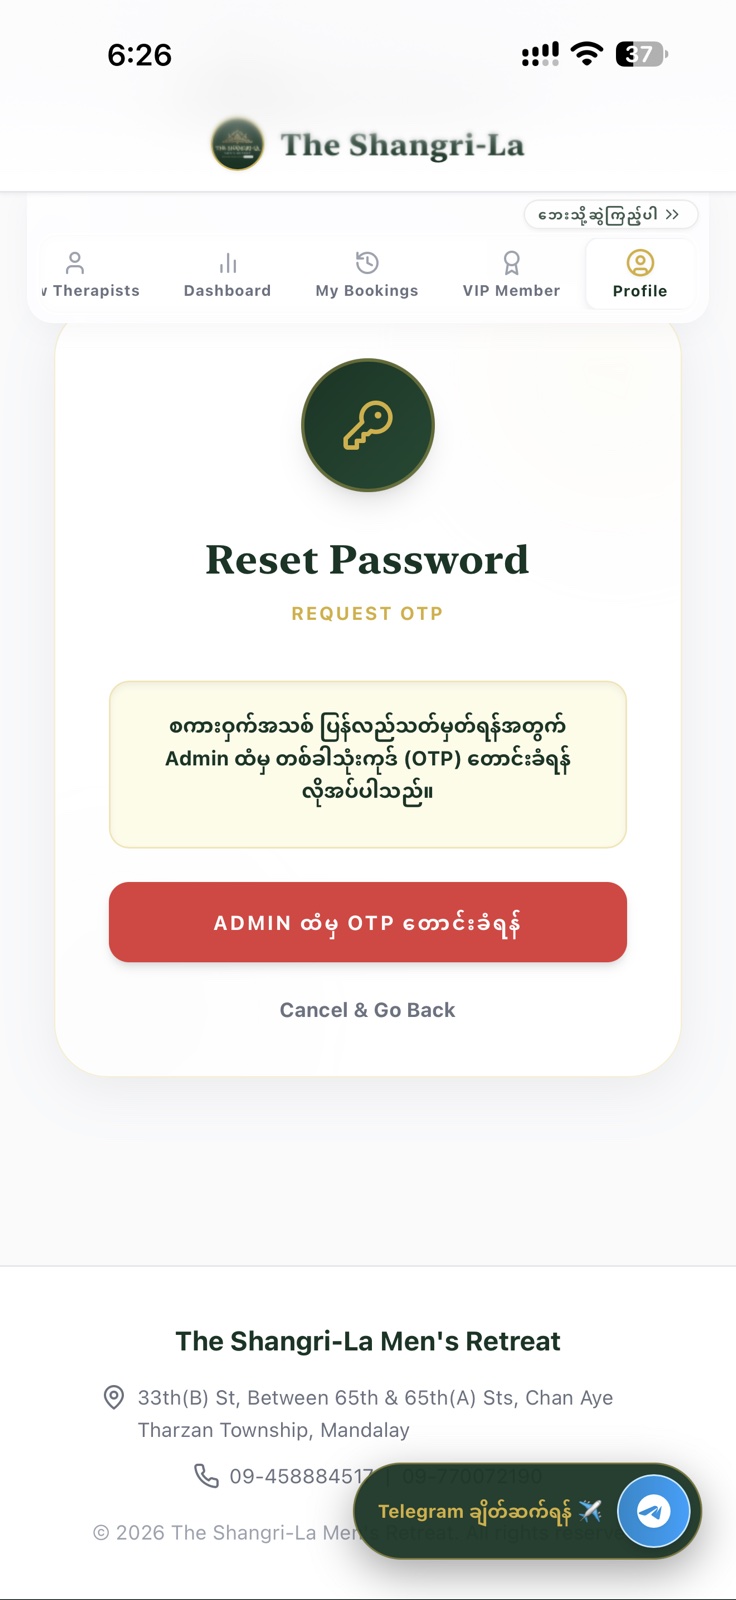 6:26
37
The Shangri-La
ဘေးသို့ဆွဲကြည့်ပါ >>
Therapists
Dashboard
My Bookings
VIP Member
Profile
Reset Password
REQUEST OTP
စကားဝှက်အသစ် ပြန်လည်သတ်မှတ်ရန်အတွက်
Admin ထံမှ တစ်ခါသုံးကုဒ် (OTP) တောင်းခံရန်
လိုအပ်ပါသည်။
ADMIN ထံမှ OTP တောင်းခံရန်
Cancel & Go Back
The Shangri-La Men's Retreat
33th(B) St, Between 65th & 65th(A) Sts, Chan Aye
Tharzan Township, Mandalay
09-458884517 | 09-770072190
Telegram ချိတ်ဆက်ရန် ✈️
© 2026 The Shangri-La Men's Retreat. All rights